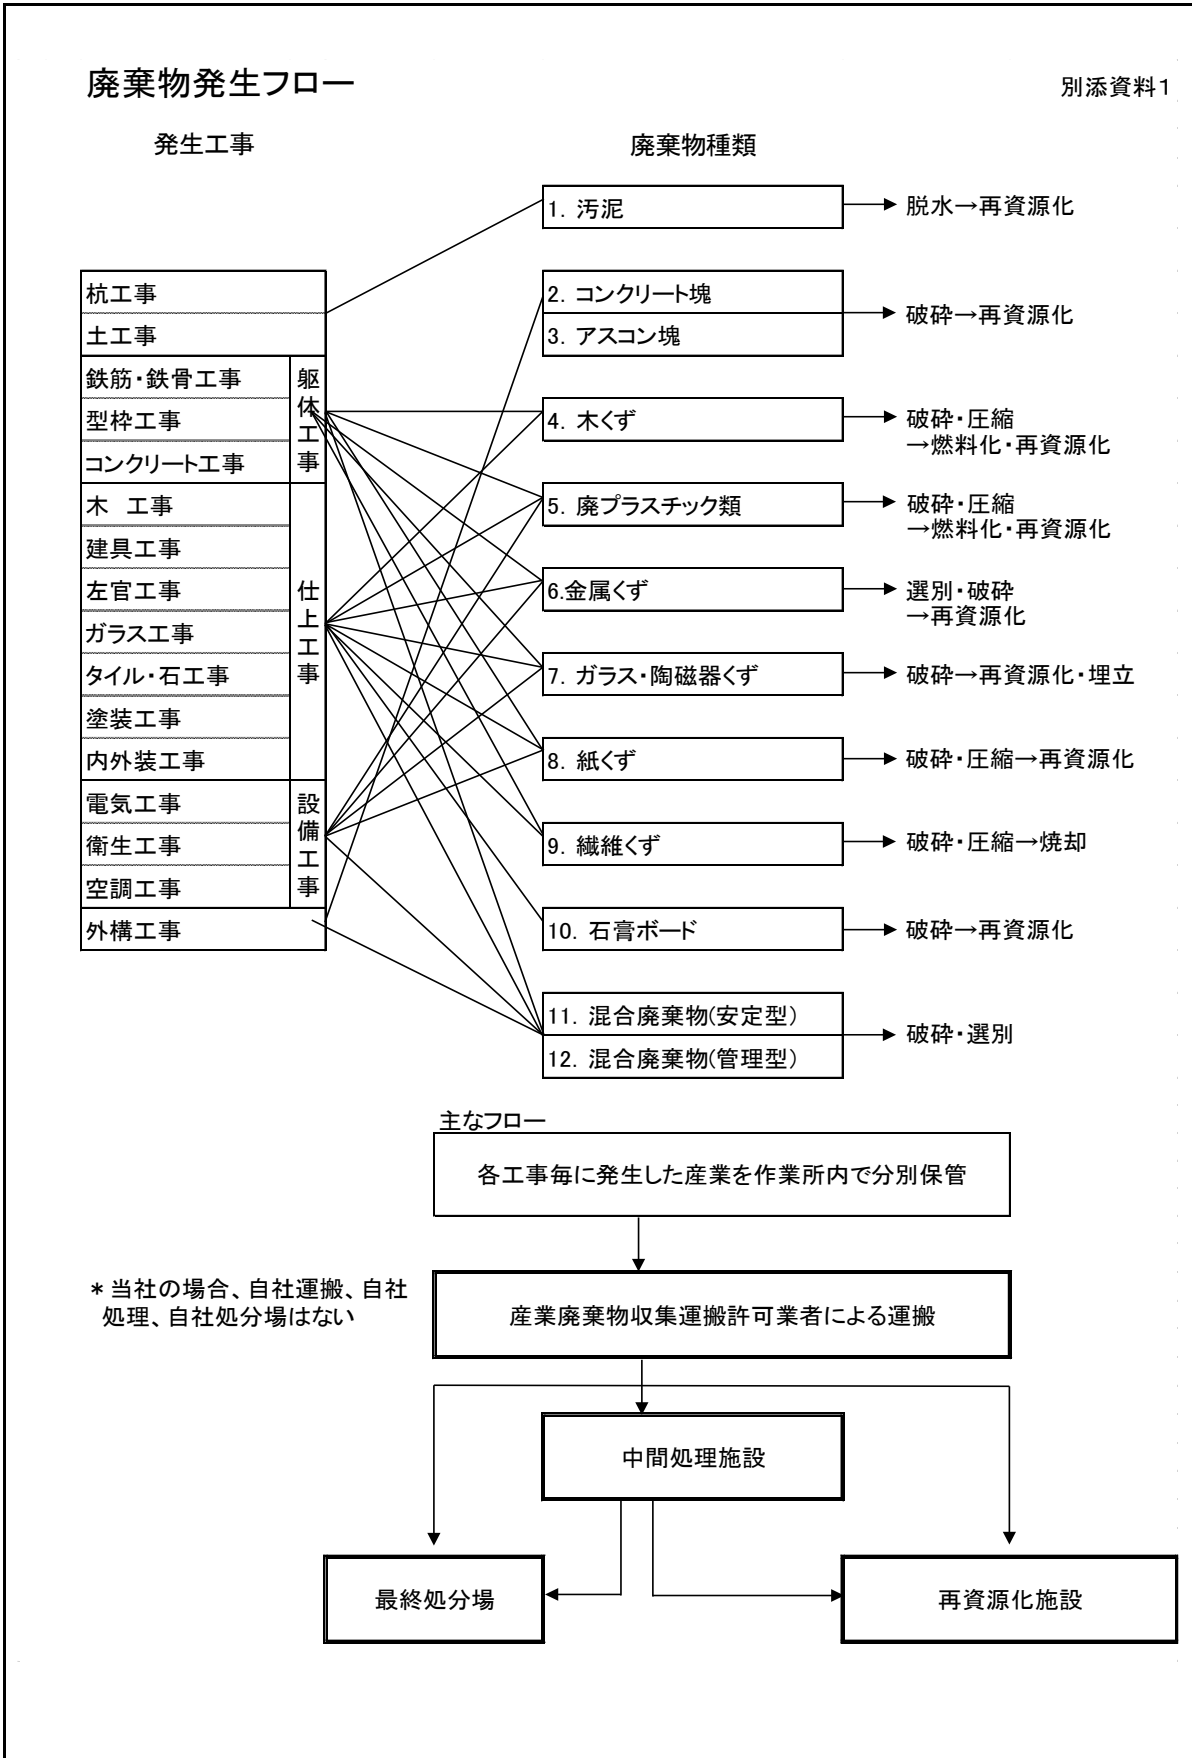 廃棄物発生フロー
別添資料1
発生工事
廃棄物種類
杭工事
土工事
鉄筋・鉄骨工事
型枠工事
コンクリート工事
躯体工事
木　工事
建具工事
左官工事
ガラス工事
タイル・石工事
塗装工事
内外装工事
仕上工事
電気工事
衛生工事
空調工事
設備工事
外構工事
1．汚泥
脱水→再資源化
2．コンクリート塊
3．アスコン塊
破砕→再資源化
4．木くず
破砕・圧縮
→燃料化・再資源化
5．廃プラスチック類
破砕・圧縮
→燃料化・再資源化
6.金属くず
選別・破砕
→再資源化
7．ガラス・陶磁器くず
破砕→再資源化・埋立
8．紙くず
破砕・圧縮→再資源化
9．繊維くず
破砕・圧縮→焼却
10．石膏ボード
破砕→再資源化
11．混合廃棄物(安定型）
12．混合廃棄物(管理型）
破砕・選別
主なフロー
各工事毎に発生した産業を作業所内で分別保管
＊当社の場合、自社運搬、自社
処理、自社処分場はない
産業廃棄物収集運搬許可業者による運搬
中間処理施設
最終処分場
再資源化施設